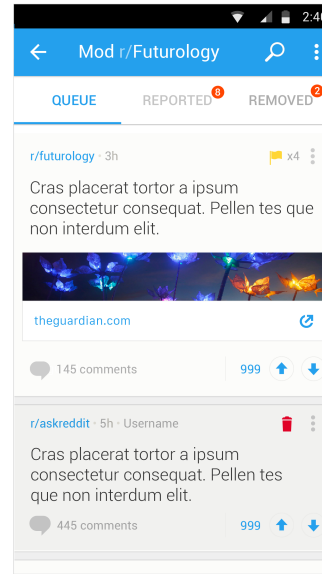 2:40
Mod r/Futurology
QUEUE
REPORTED 8
REMOVED 2
r/futurology · 3h
x4
Cras placerat tortor a ipsum
consectetur consequat. Pellen tes que
non interdum elit.
theguardian.com
145 comments
999
r/askreddit · 5h · Username
Cras placerat tortor a ipsum
consectetur consequat. Pellen tes
que non interdum elit.
445 comments
999